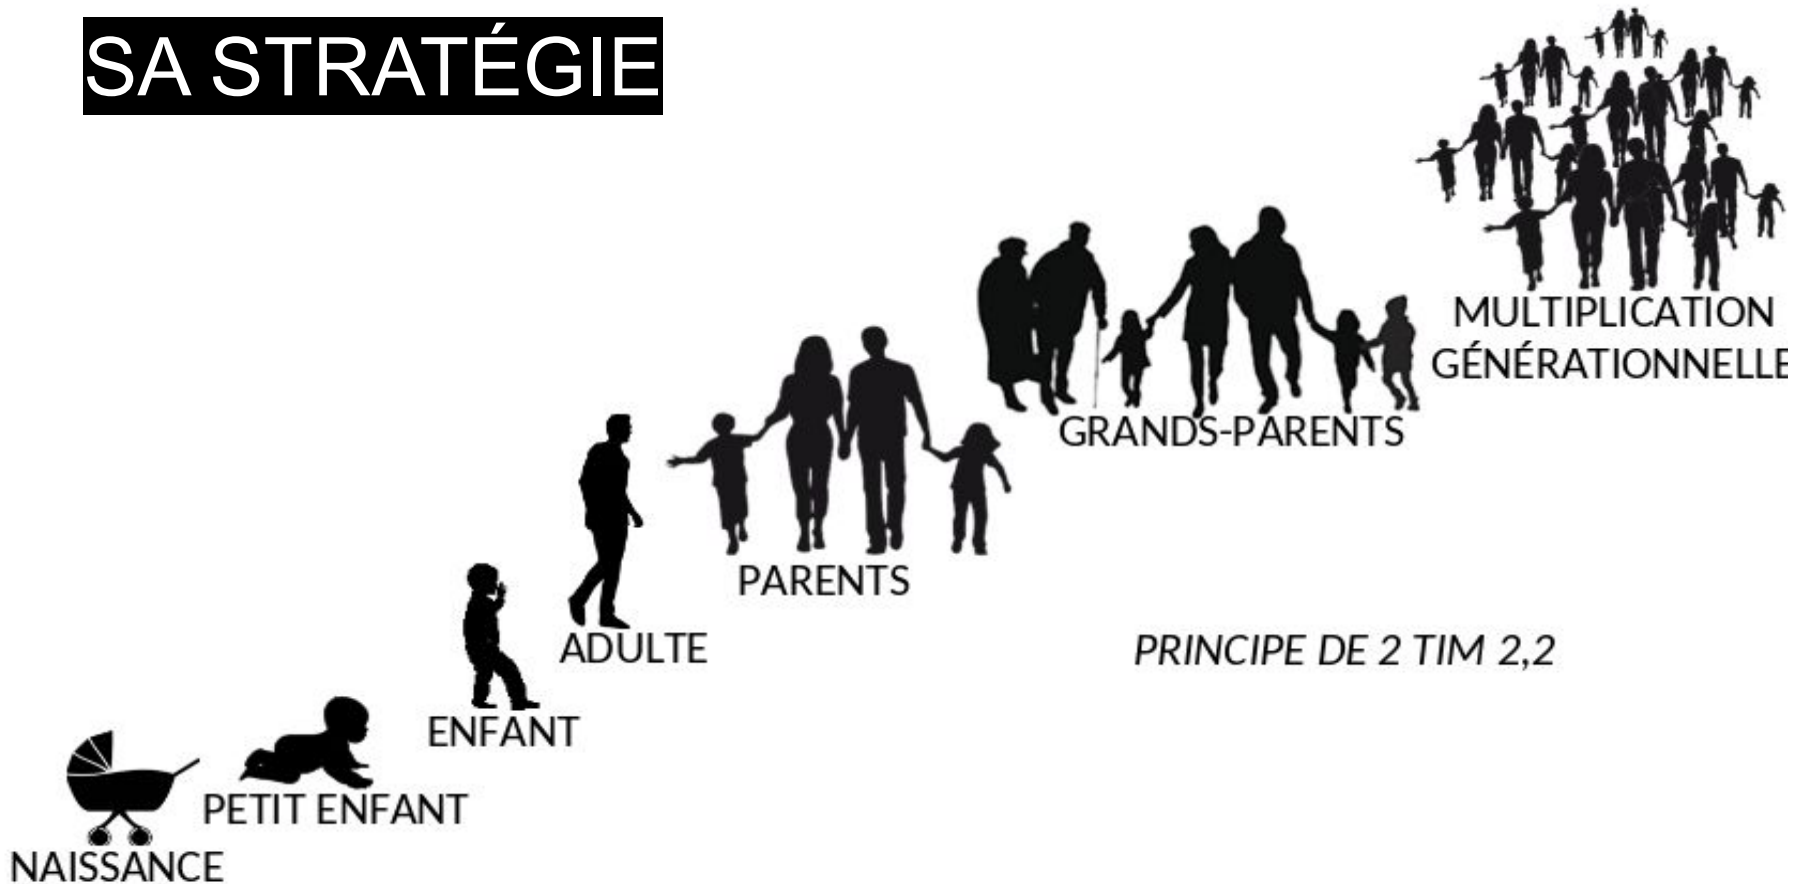 SA STRATÉGIE
MULTIPLICATION
GÉNÉRATIONNELLE
GRANDS-PARENTS
PARENTS
ADULTE
PRINCIPE DE 2 TIM 2,2
ENFANT
PETIT ENFANT
NAISSANCE